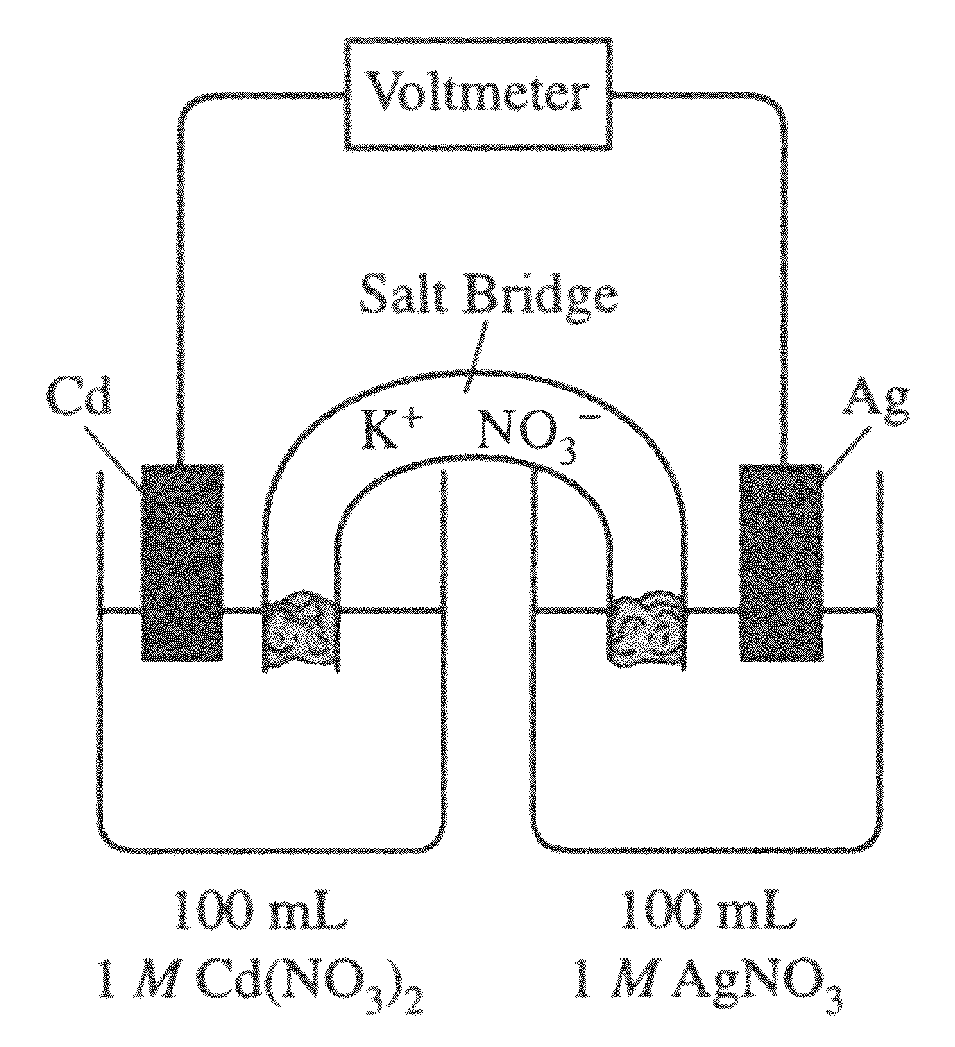 Voltmeter
Salt Bridge
Cd
Ag
K⁺ NO₃⁻
100 mL
1 M Cd(NO₃)₂
100 mL
1 M AgNO₃